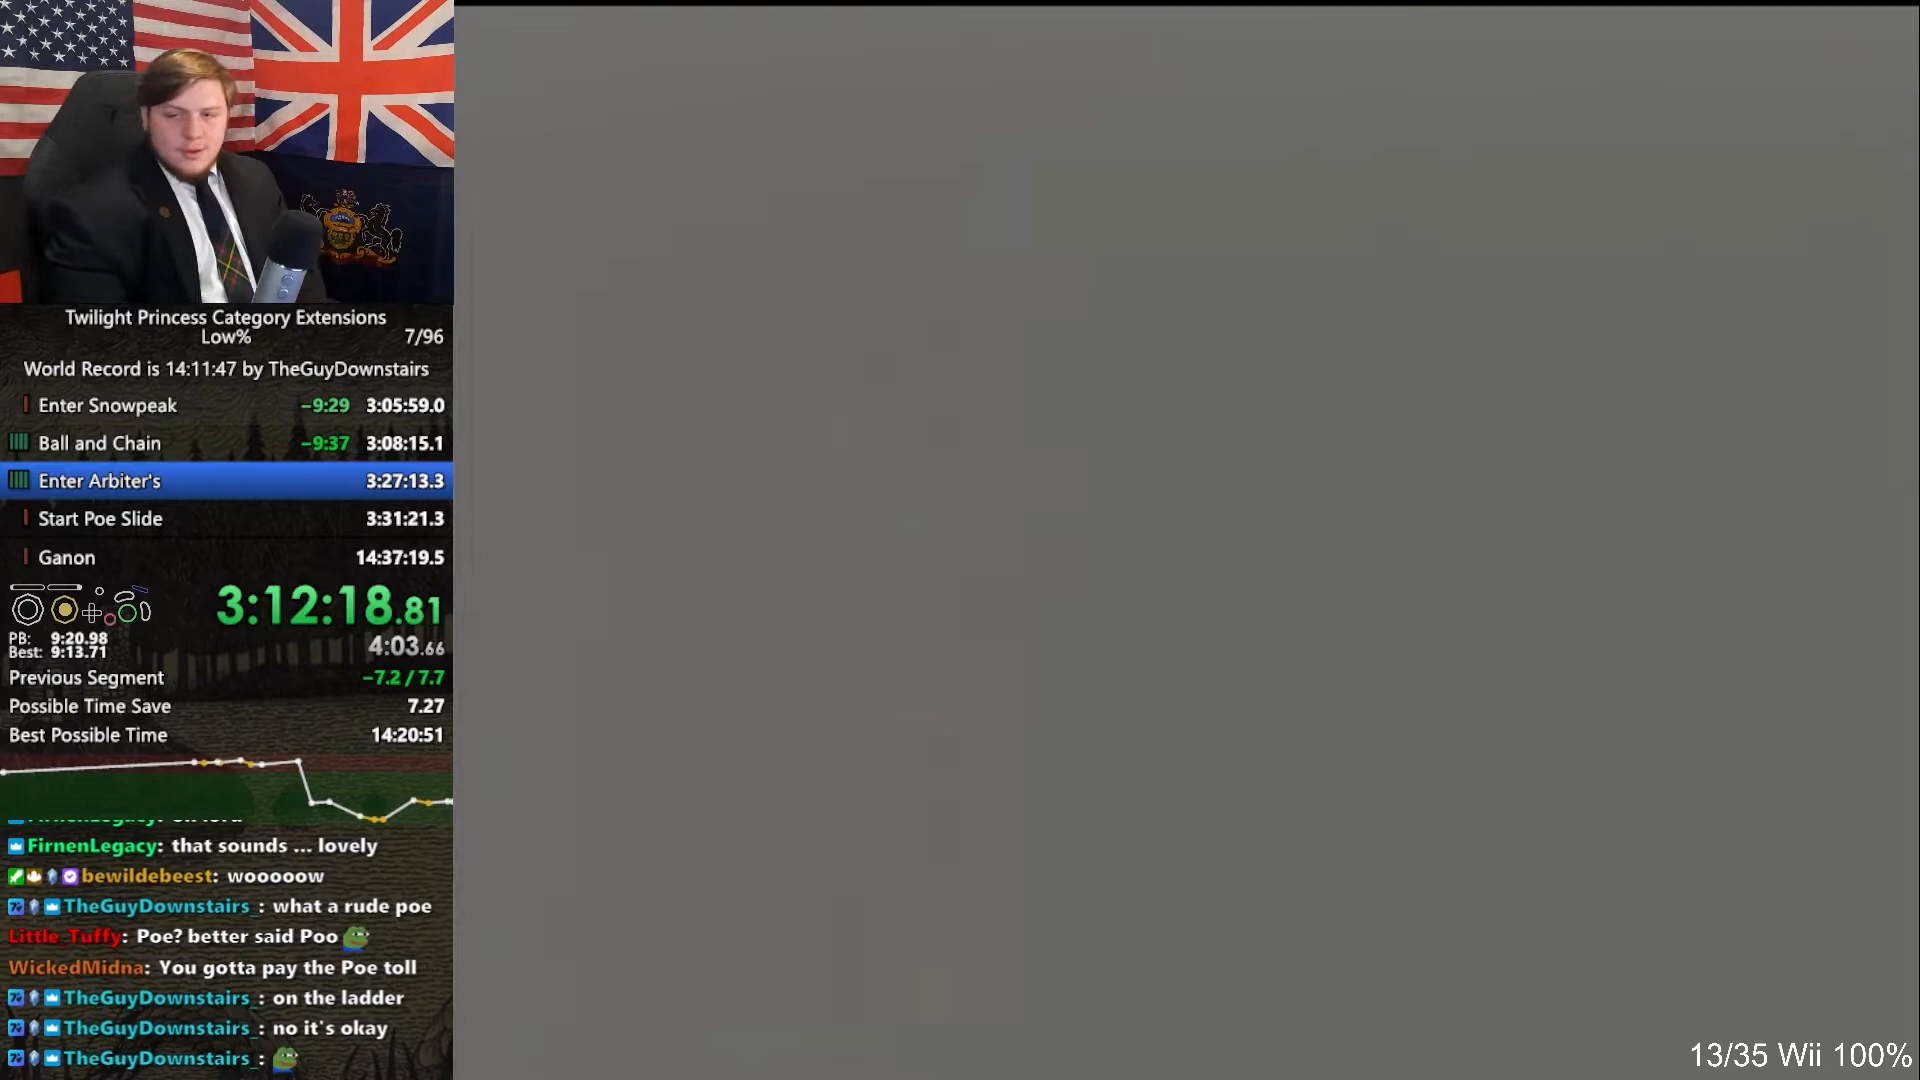 Twilight Princess Category Extensions
Low% 7/96
World Record is 14:11:47 by TheGuyDownstairs
Enter Snowpeak −9:29 3:05:59.0
Ball and Chain −9:37 3:08:15.1
Enter Arbiter's 3:27:13.3
Start Poe Slide 3:31:21.3
Ganon 14:37:19.5
3:12:18.81
PB: 9:20.98 4:03.66
Best: 9:13.71
Previous Segment −7.2 / 7.7
Possible Time Save 7.27
Best Possible Time 14:20:51
FirnenLegacy: that sounds ... lovely
bewildebeest: wooooow
TheGuyDownstairs_: what a rude poe
Little_Tuffy: Poe? better said Poo
WickedMidna: You gotta pay the Poe toll
TheGuyDownstairs_: on the ladder
TheGuyDownstairs_: no it's okay
TheGuyDownstairs_:
13/35 Wii 100%